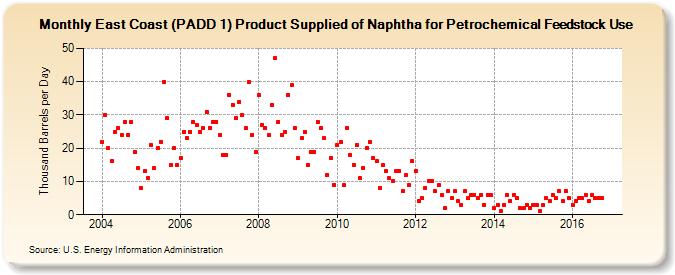 Monthly East Coast (PADD 1) Product Supplied of Naphtha for Petrochemical Feedstock Use
Thousand Barrels per Day
50
40
30
20
10
0
2004 2006 2008 2010 2012 2014 2016
Source: U.S. Energy Information Administration